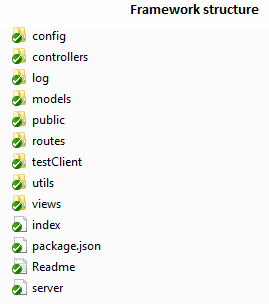 Framework structure
config
controllers
log
models
public
routes
testClient
utils
views
index
package.json
Readme
server